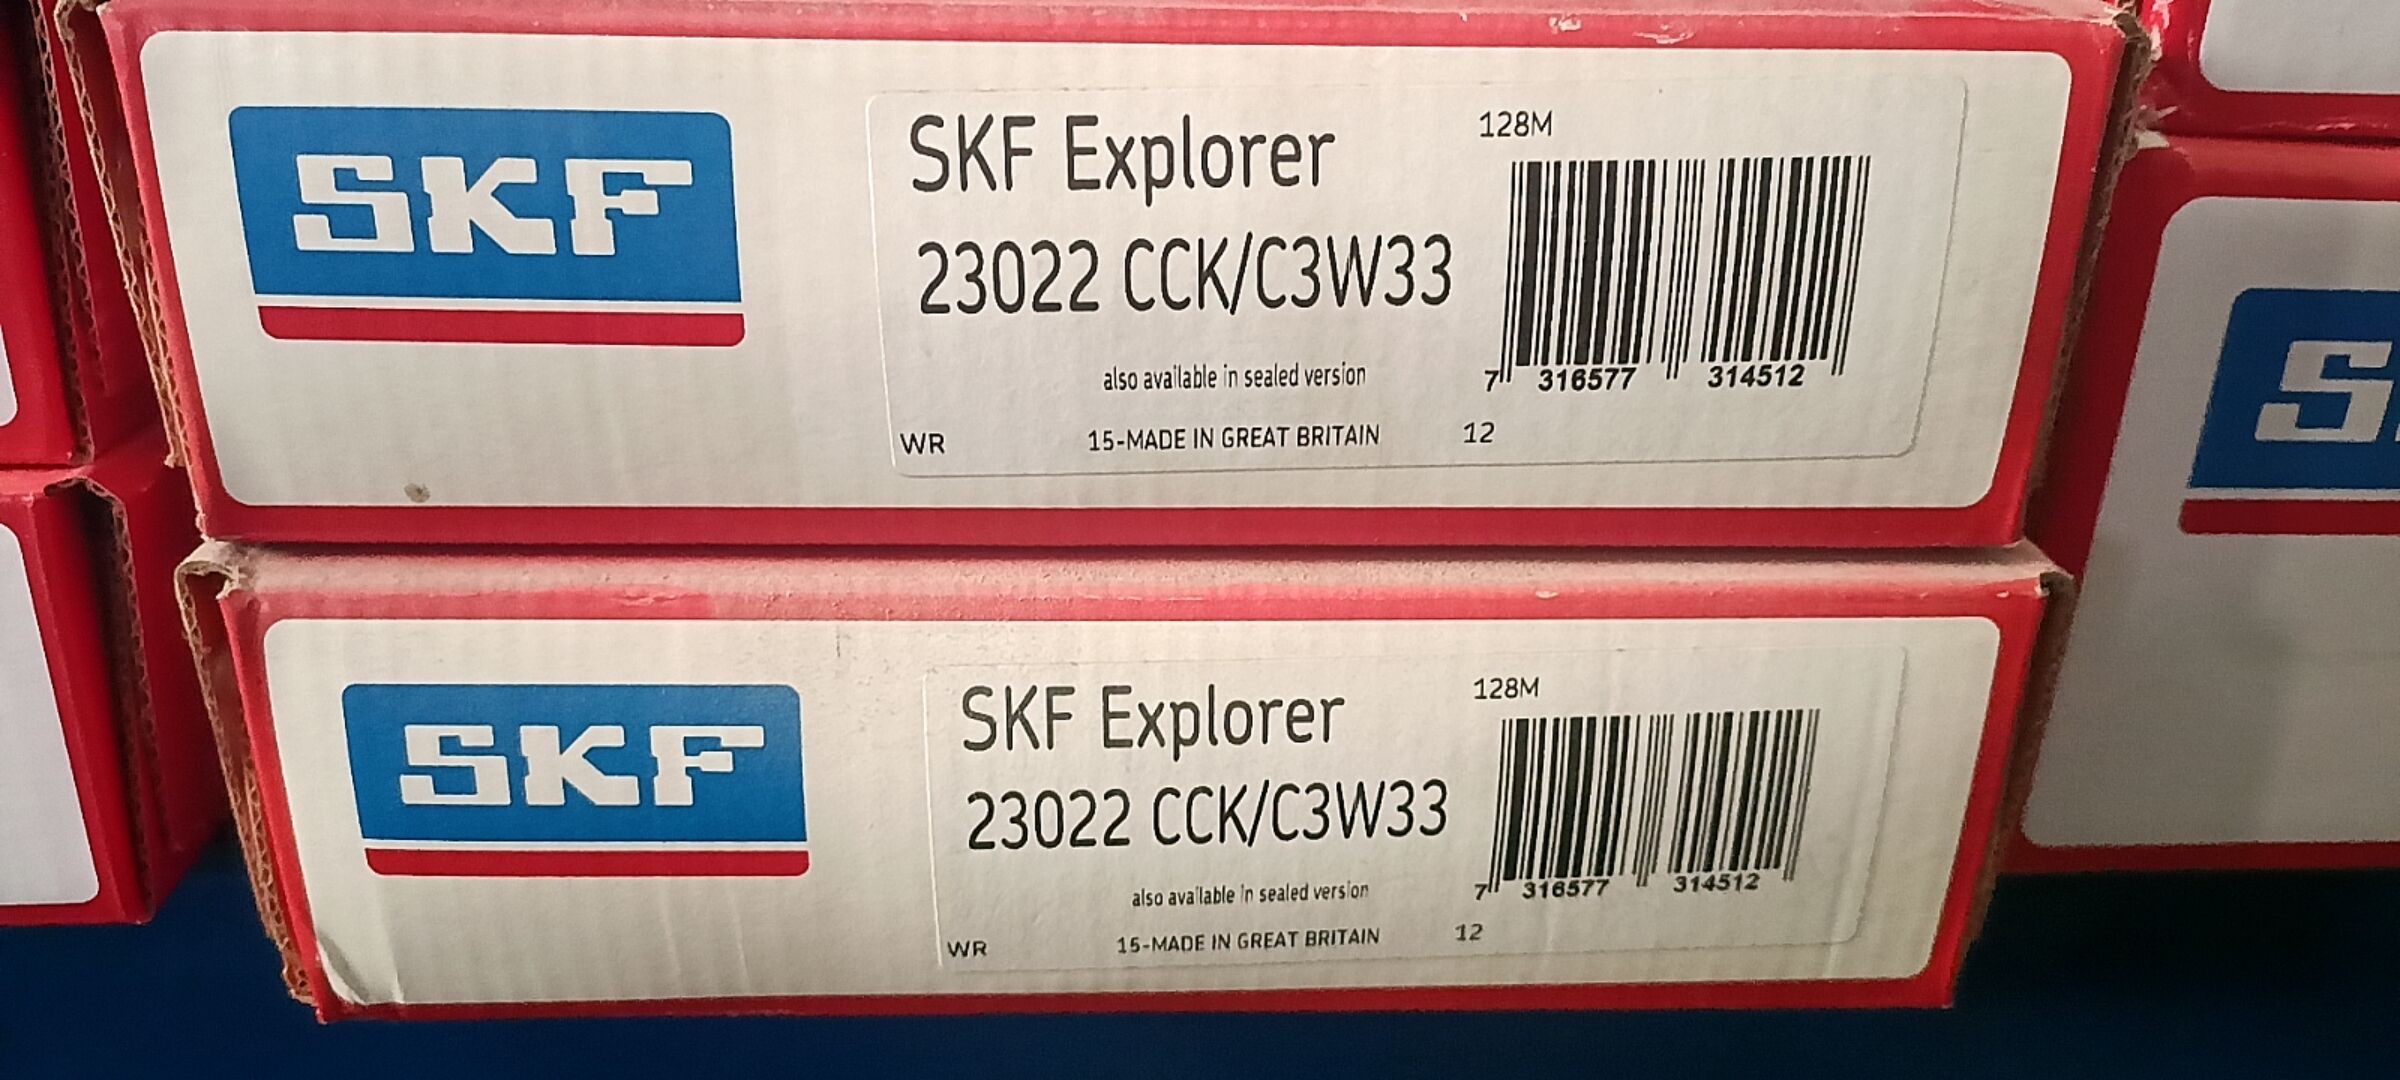 SKF
SKF Explorer
128M
23022 CCK/C3W33
7 316577 314512
also available in sealed version
WR 15-MADE IN GREAT BRITAIN 12
SKF
SKF Explorer
128M
23022 CCK/C3W33
7 316577 314512
also available in sealed version
WR 15-MADE IN GREAT BRITAIN 12
S